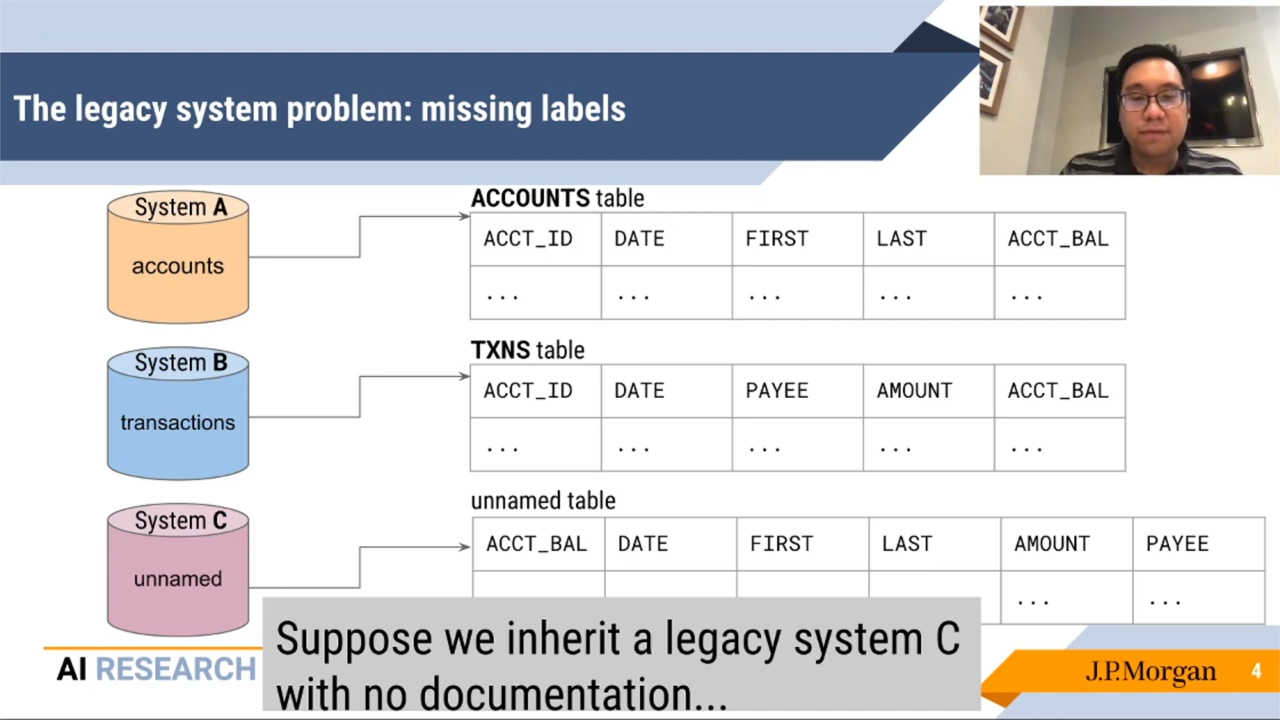 The legacy system problem: missing labels
System A
accounts
ACCOUNTS table
ACCT_ID DATE FIRST LAST ACCT_BAL
... ... ... ... ...
System B
transactions
TXNS table
ACCT_ID DATE PAYEE AMOUNT ACCT_BAL
... ... ... ... ...
System C
unnamed
unnamed table
ACCT_BAL DATE FIRST LAST AMOUNT PAYEE
... ...
Suppose we inherit a legacy system C
with no documentation...
AI RESEARCH
J.P.Morgan
4